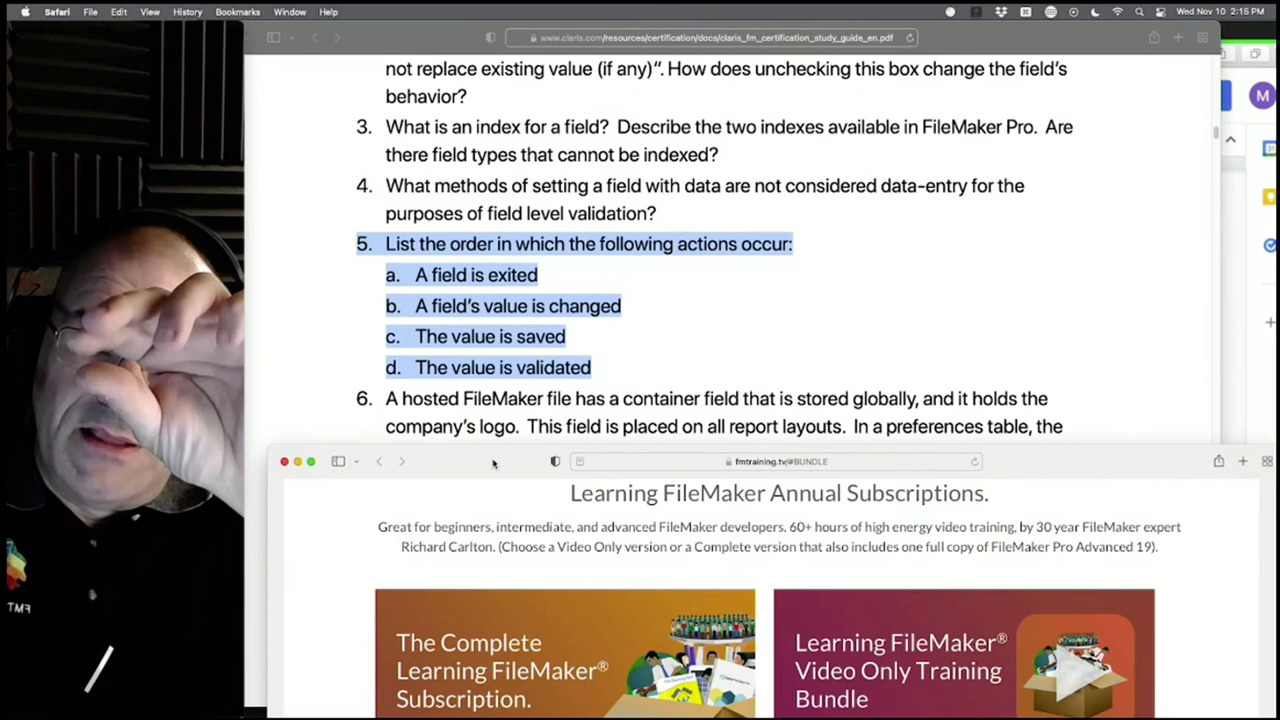 Safari File Edit View History Bookmarks Window Help
Wed Nov 10 2:15 PM
www.claris.com/resources/certification/docs/claris_fm_certification_study_guide_en.pdf
not replace existing value (if any)“. How does unchecking this box change the field’s
behavior?
3. What is an index for a field? Describe the two indexes available in FileMaker Pro. Are
there field types that cannot be indexed?
4. What methods of setting a field with data are not considered data-entry for the
purposes of field level validation?
5. List the order in which the following actions occur:
a. A field is exited
b. A field’s value is changed
c. The value is saved
d. The value is validated
6. A hosted FileMaker file has a container field that is stored globally, and it holds the
company’s logo. This field is placed on all report layouts. In a preferences table, the
M
fmtraining.tv/#BUNDLE
Learning FileMaker Annual Subscriptions.
Great for beginners, intermediate, and advanced FileMaker developers. 60+ hours of high energy video training, by 30 year FileMaker expert
Richard Carlton. (Choose a Video Only version or a Complete version that also includes one full copy of FileMaker Pro Advanced 19).
The Complete
Learning FileMaker®
Subscription.
Learning FileMaker®
Video Only Training
Bundle
FMT